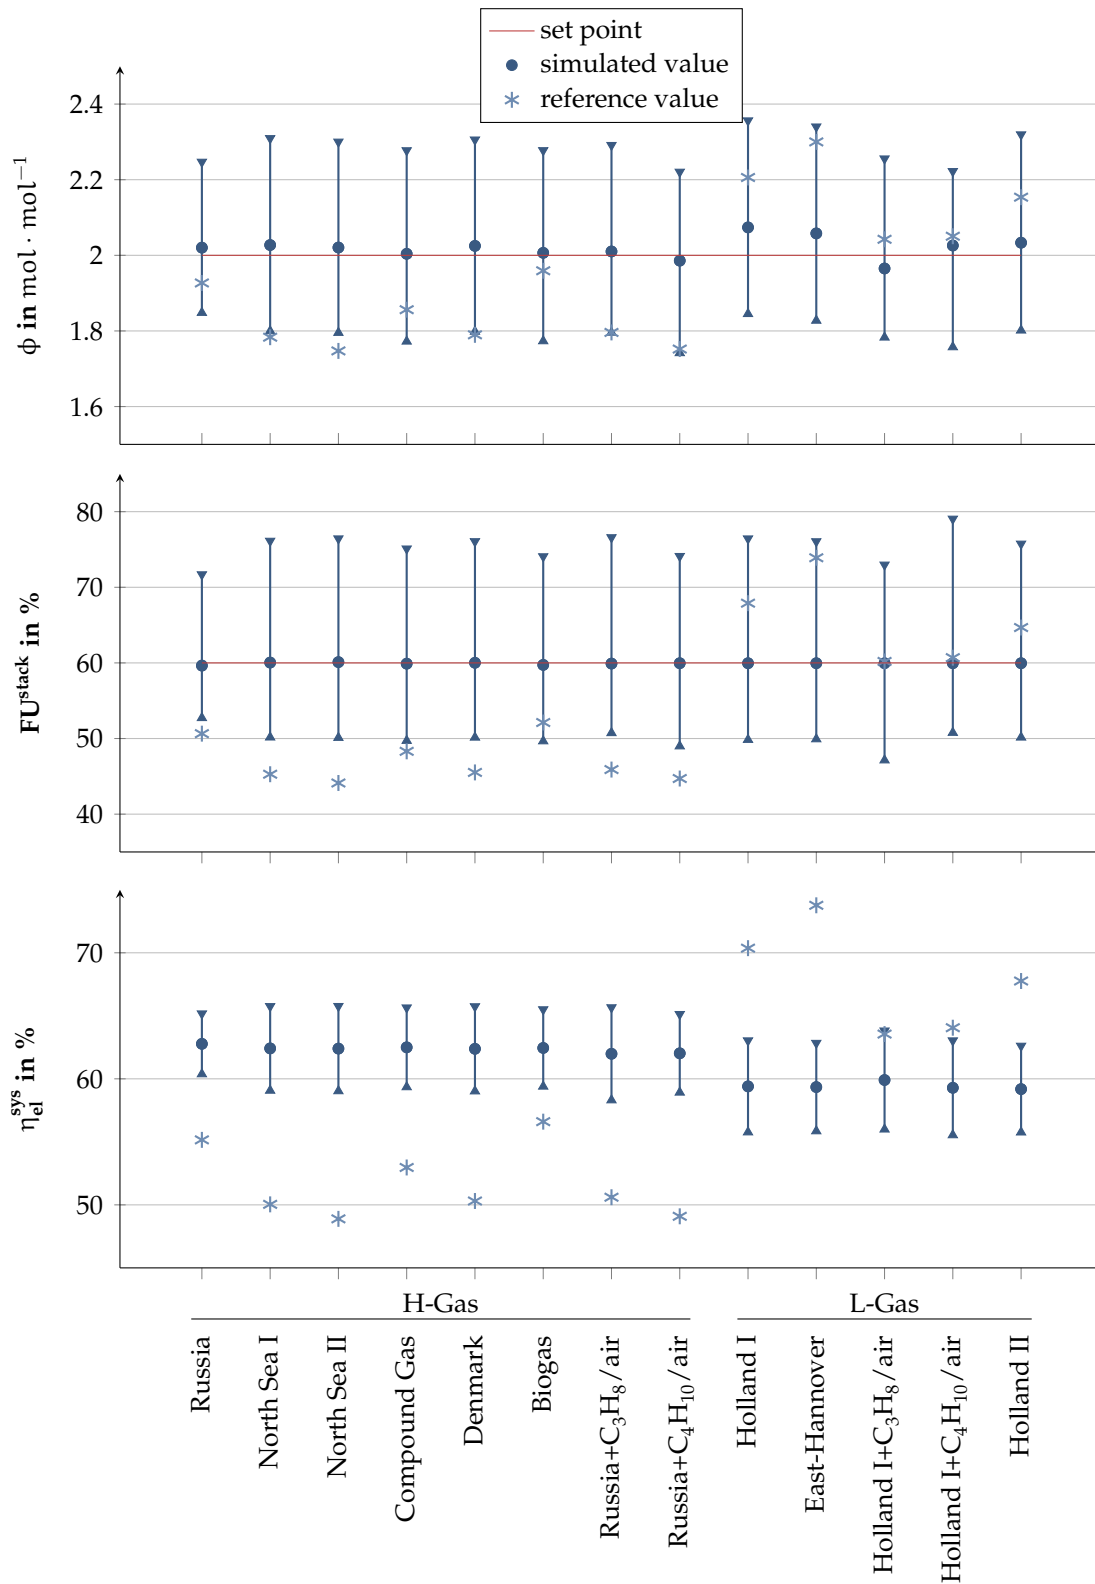 set point
simulated value
reference value
ϕ in mol · mol⁻¹
2.4
2.2
2
1.8
1.6
FUˢᵗᵃᶜᵏ in %
80
70
60
50
40
ηₑₗˢʸˢ in %
70
60
50
H-Gas
L-Gas
Russia
North Sea I
North Sea II
Compound Gas
Denmark
Biogas
Russia+C₃H₈/air
Russia+C₄H₁₀/air
Holland I
East-Hannover
Holland I+C₃H₈/air
Holland I+C₄H₁₀/air
Holland II